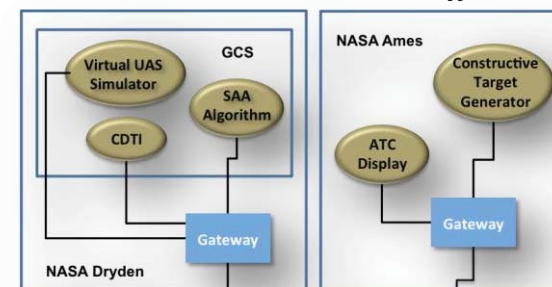 GCS
Virtual UAS
Simulator
SAA
Algorithm
CDTI
Gateway
NASA Dryden
NASA Ames
Constructive
Target
Generator
ATC
Display
Gateway